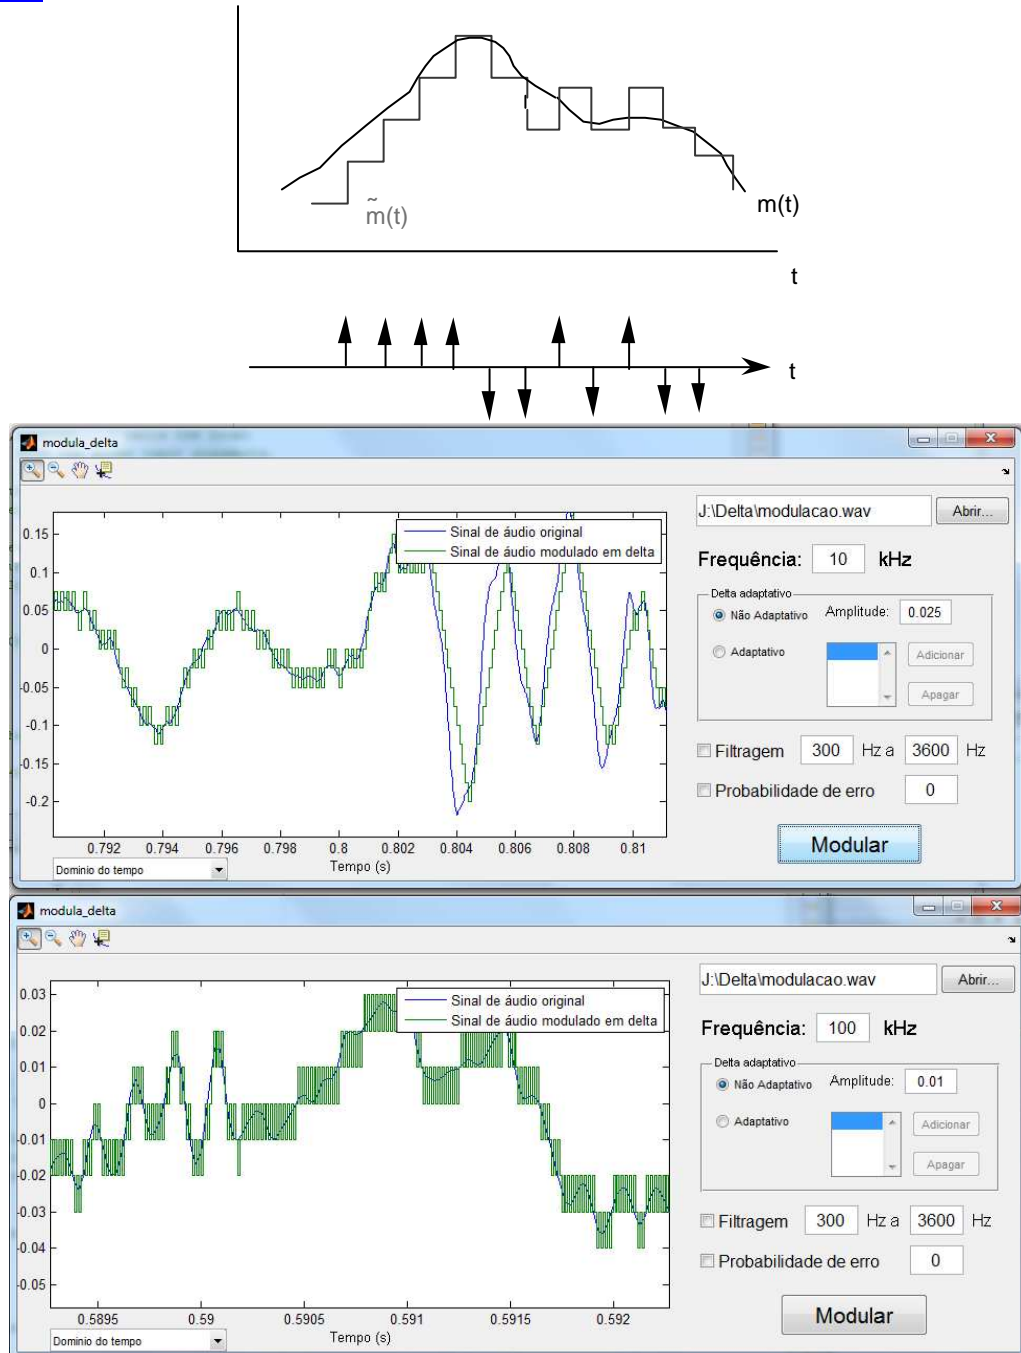 m̃(t)
m(t)
t
t
modula_delta
J:\Delta\modulacao.wav
Abrir...
0.15
0.1
0.05
0
-0.05
-0.1
-0.15
-0.2
Sinal de áudio original
Sinal de áudio modulado em delta
Frequência: 10 kHz
Delta adaptativo
Não Adaptativo Amplitude: 0.025
Adaptativo
Adicionar
Apagar
Filtragem 300 Hz a 3600 Hz
Probabilidade de erro 0
Modular
0.792 0.794 0.796 0.798 0.8 0.802 0.804 0.806 0.808 0.81
Tempo (s)
Dominio do tempo
modula_delta
J:\Delta\modulacao.wav
Abrir...
0.03
0.02
0.01
0
-0.01
-0.02
-0.03
-0.04
-0.05
Sinal de áudio original
Sinal de áudio modulado em delta
Frequência: 100 kHz
Delta adaptativo
Não Adaptativo Amplitude: 0.01
Adaptativo
Adicionar
Apagar
Filtragem 300 Hz a 3600 Hz
Probabilidade de erro 0
Modular
0.5895 0.59 0.5905 0.591 0.5915 0.592
Tempo (s)
Dominio do tempo